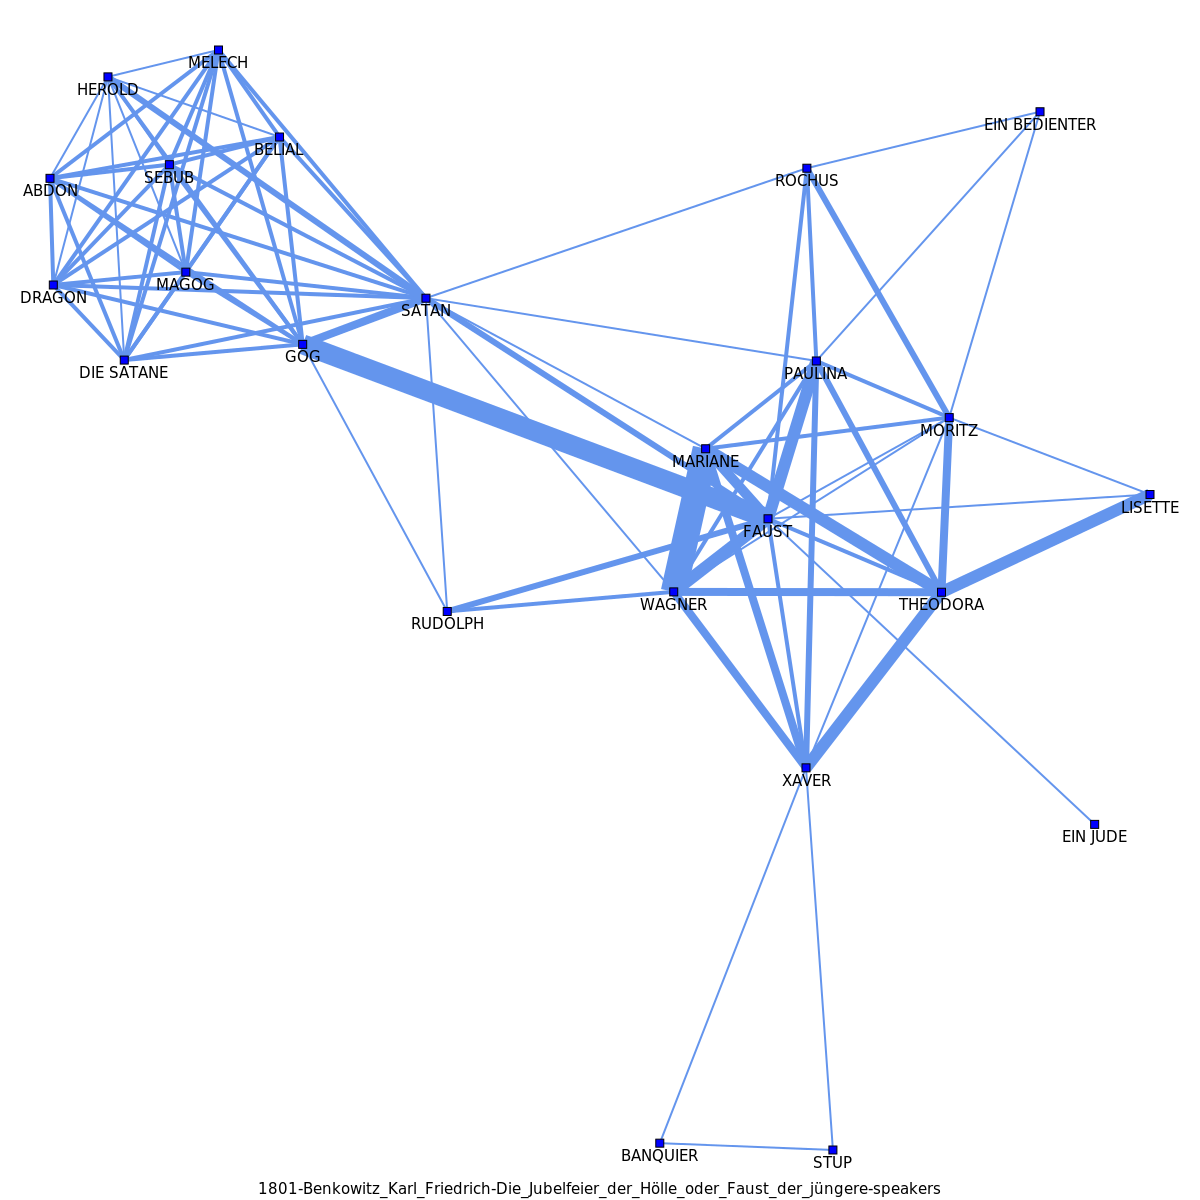 MELECH
HEROLD
EIN BEDIENTER
BELIAL
SEBUB
ROCHUS
ABDON
MAGOG
DRAGON
SATAN
GOG
DIE SATANE
PAULINA
MORITZ
MARIANE
LISETTE
FAUST
WAGNER
THEODORA
RUDOLPH
XAVER
EIN JUDE
BANQUIER
STUP
1801-Benkowitz_Karl_Friedrich-Die_Jubelfeier_der_Hölle_oder_Faust_der_jüngere-speakers